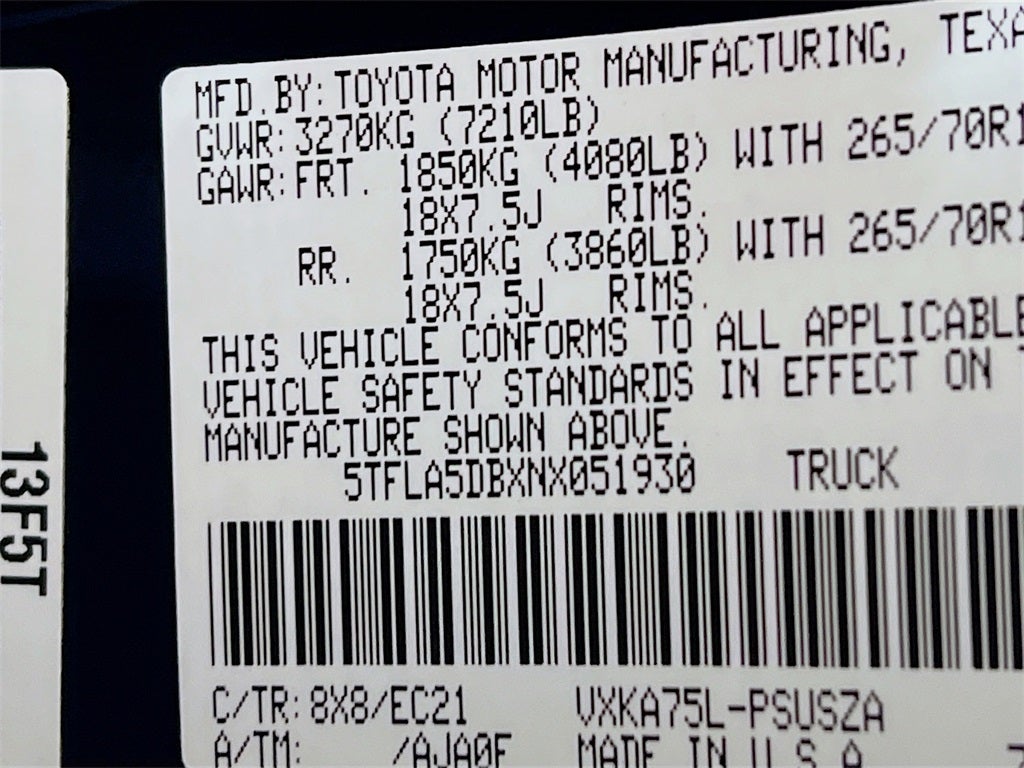 MFD.BY:TOYOTA MOTOR MANUFACTURING, TEXA
GVWR:3270KG (7210LB)
GAWR:FRT. 1850KG (4080LB) WITH 265/70R1
18X7.5J RIMS.
RR. 1750KG (3860LB) WITH 265/70R1
18X7.5J RIMS.
THIS VEHICLE CONFORMS TO ALL APPLICABLE
VEHICLE SAFETY STANDARDS IN EFFECT ON
MANUFACTURE SHOWN ABOVE.
5TFLA5DBXNX051930 TRUCK
C/TR:8X8/EC21 VXKA75L-PSUSZA
A/TM: /AJA0F MADE IN U.S.A
13F5T